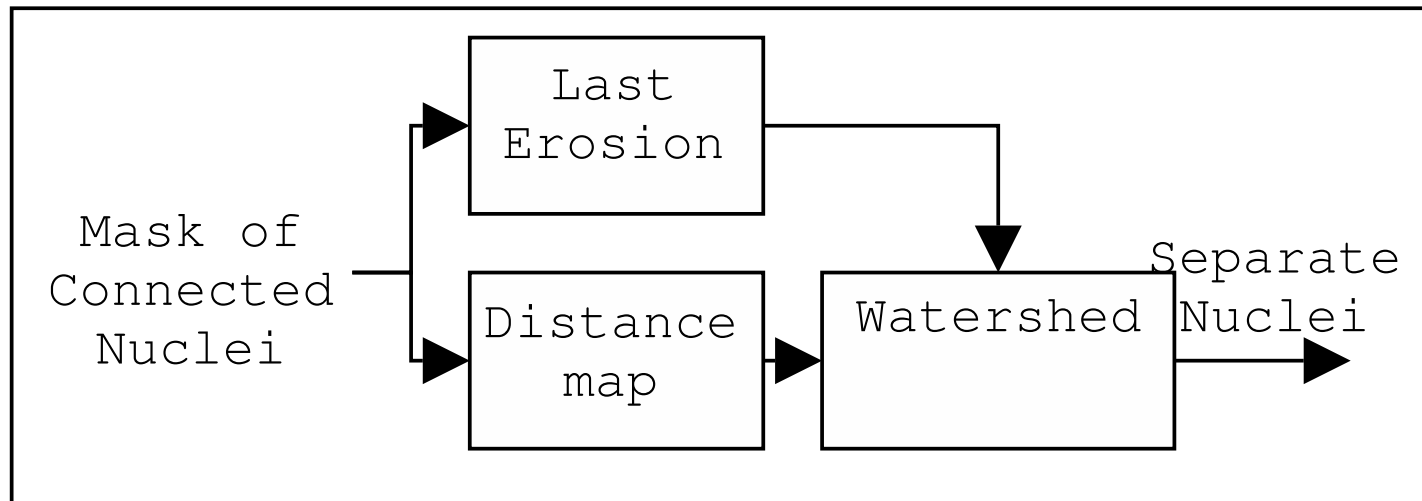 Last
Erosion
Mask of
Connected
Nuclei
Distance
map
Watershed
Separate
Nuclei